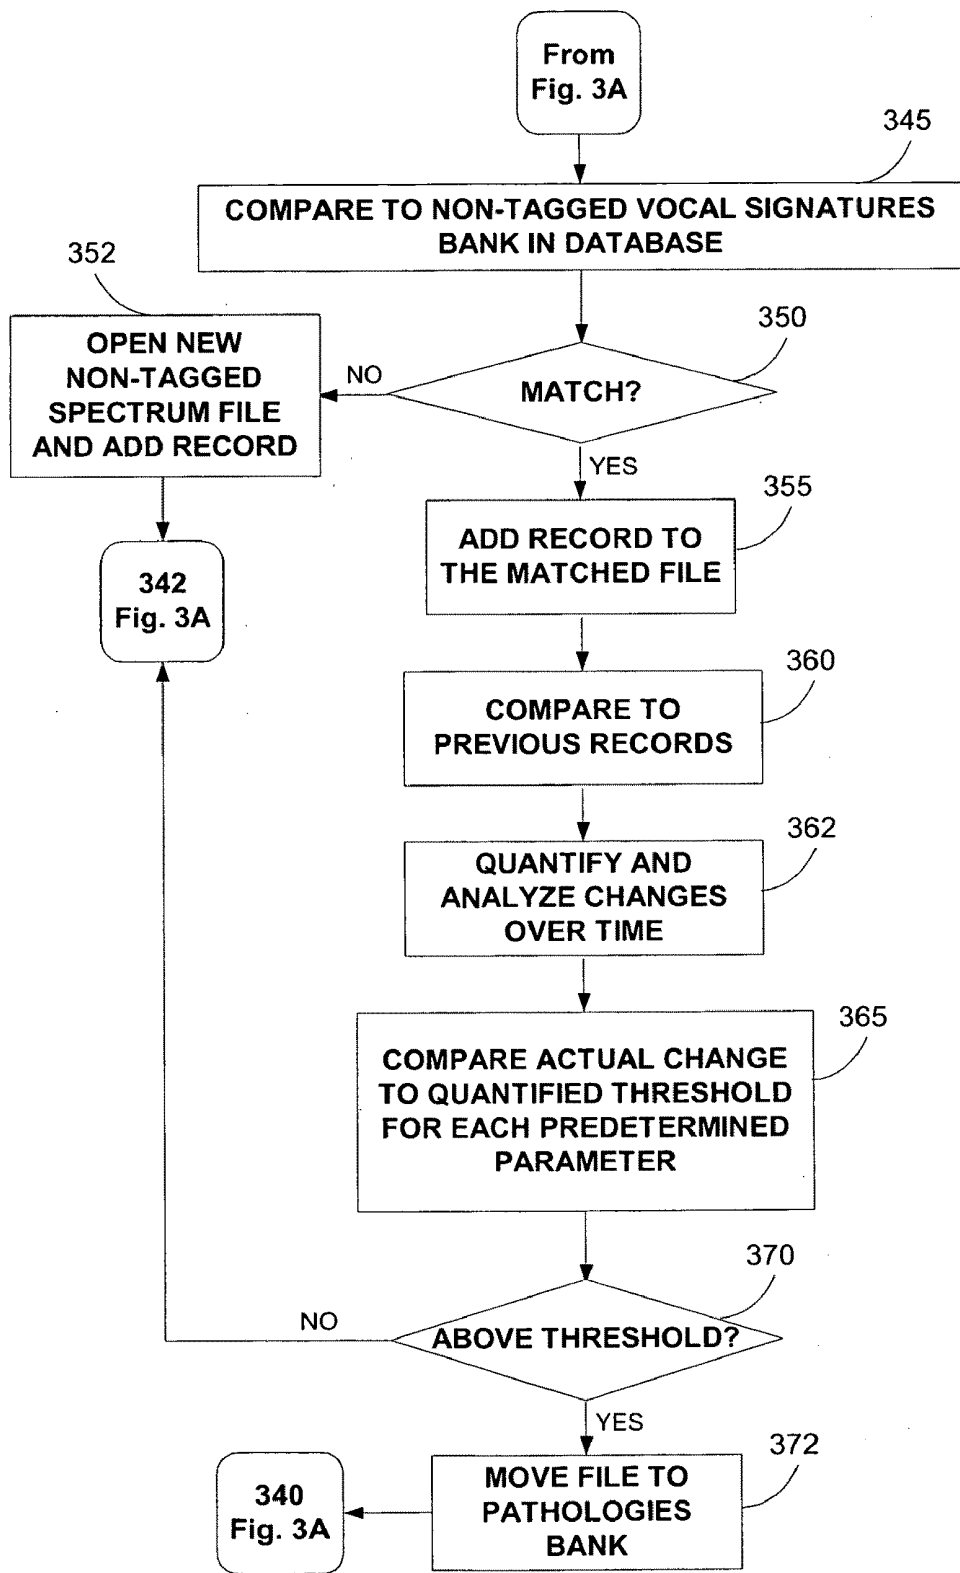 From
Fig. 3A
345
COMPARE TO NON-TAGGED VOCAL SIGNATURES
BANK IN DATABASE
352
OPEN NEW
NON-TAGGED
SPECTRUM FILE
AND ADD RECORD
350
NO
MATCH?
YES
355
ADD RECORD TO
THE MATCHED FILE
342
Fig. 3A
360
COMPARE TO
PREVIOUS RECORDS
362
QUANTIFY AND
ANALYZE CHANGES
OVER TIME
365
COMPARE ACTUAL CHANGE
TO QUANTIFIED THRESHOLD
FOR EACH PREDETERMINED
PARAMETER
370
NO
ABOVE THRESHOLD?
YES
372
MOVE FILE TO
PATHOLOGIES
BANK
340
Fig. 3A